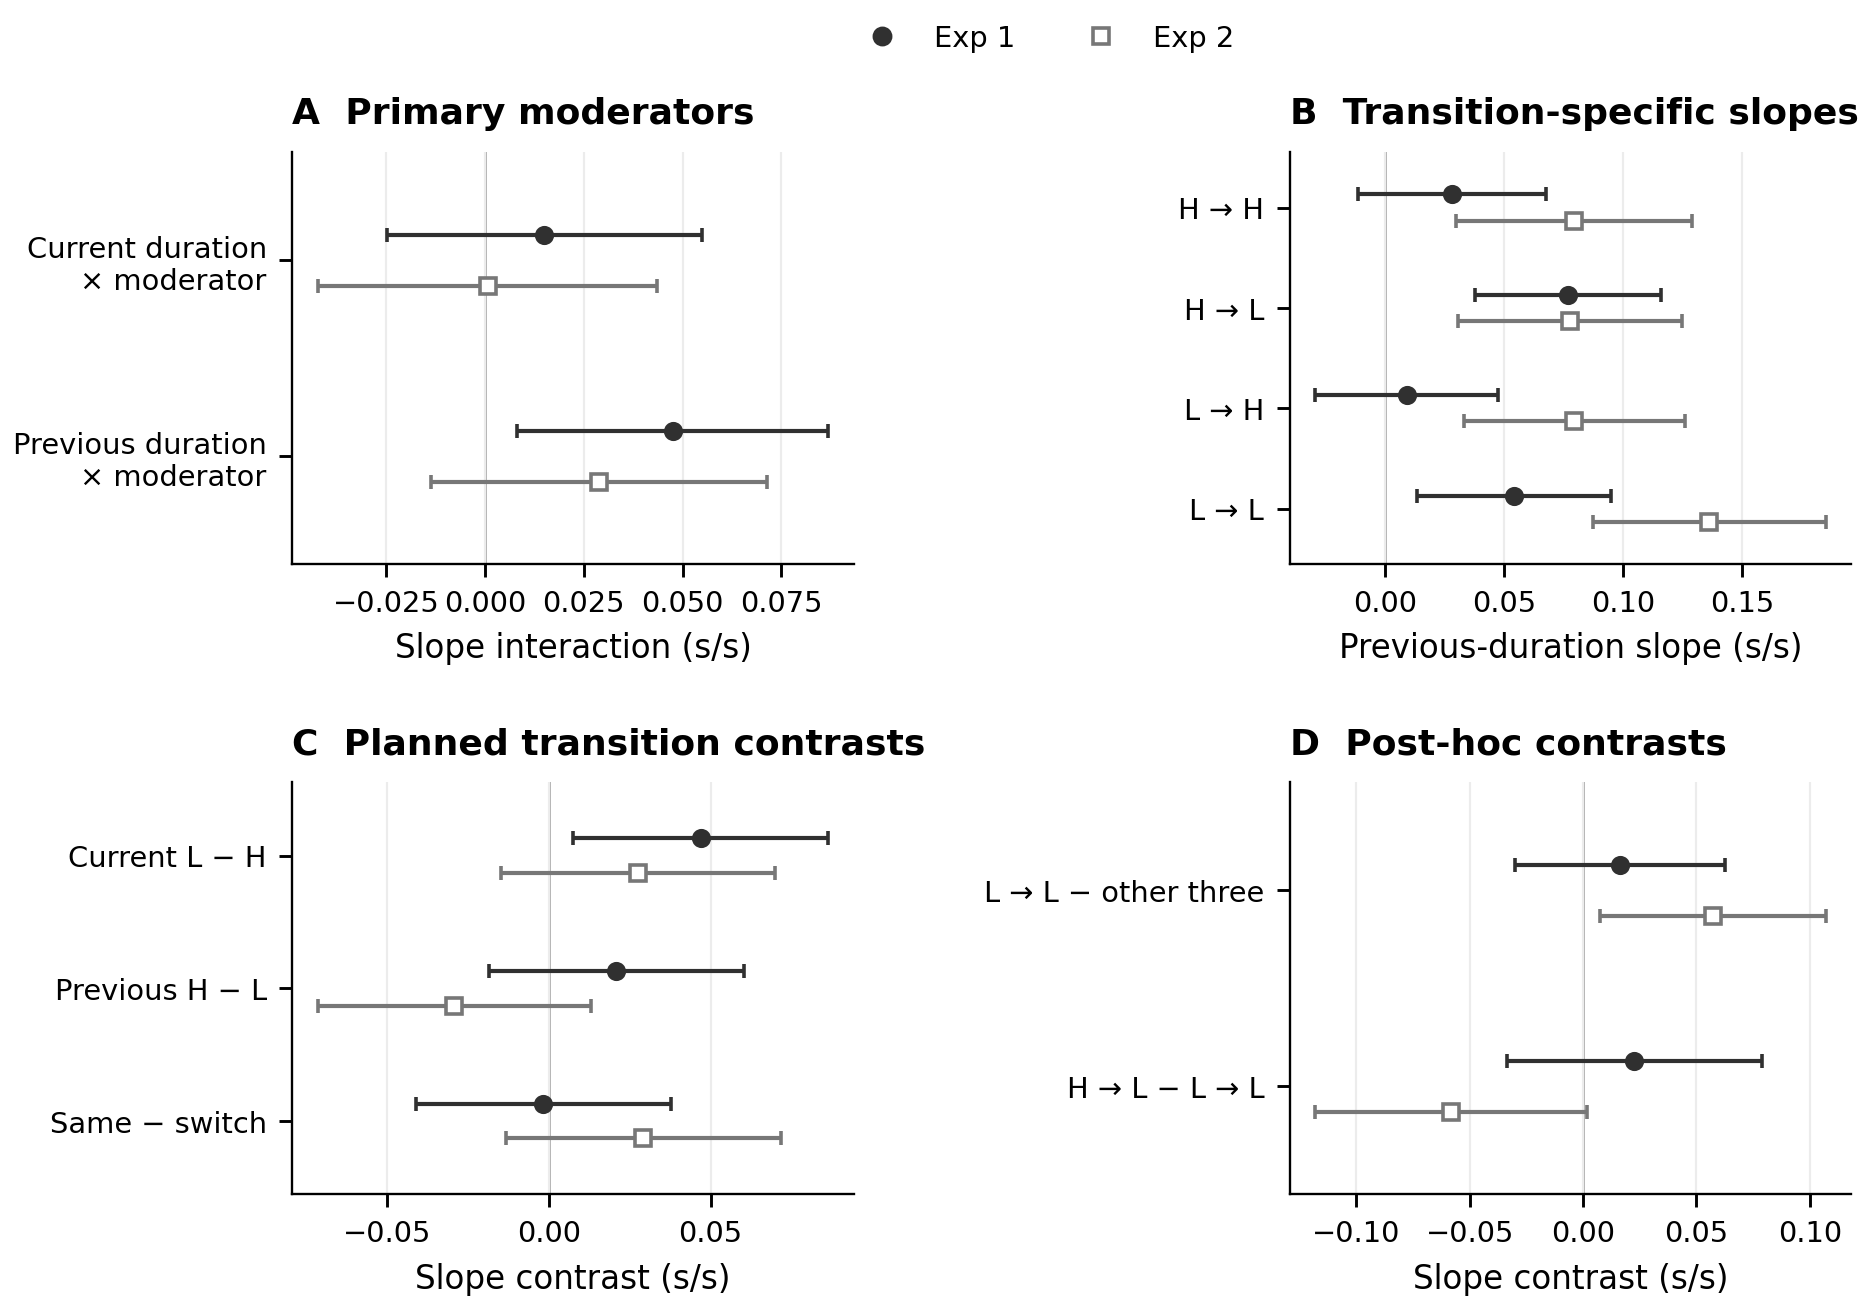 Exp 1 Exp 2
A Primary moderators
Current duration
× moderator
Previous duration
× moderator
−0.025 0.000 0.025 0.050 0.075
Slope interaction (s/s)
B Transition-specific slopes
H → H
H → L
L → H
L → L
0.00 0.05 0.10 0.15
Previous-duration slope (s/s)
C Planned transition contrasts
Current L − H
Previous H − L
Same − switch
−0.05 0.00 0.05
Slope contrast (s/s)
D Post-hoc contrasts
L → L − other three
H → L − L → L
−0.10 −0.05 0.00 0.05 0.10
Slope contrast (s/s)